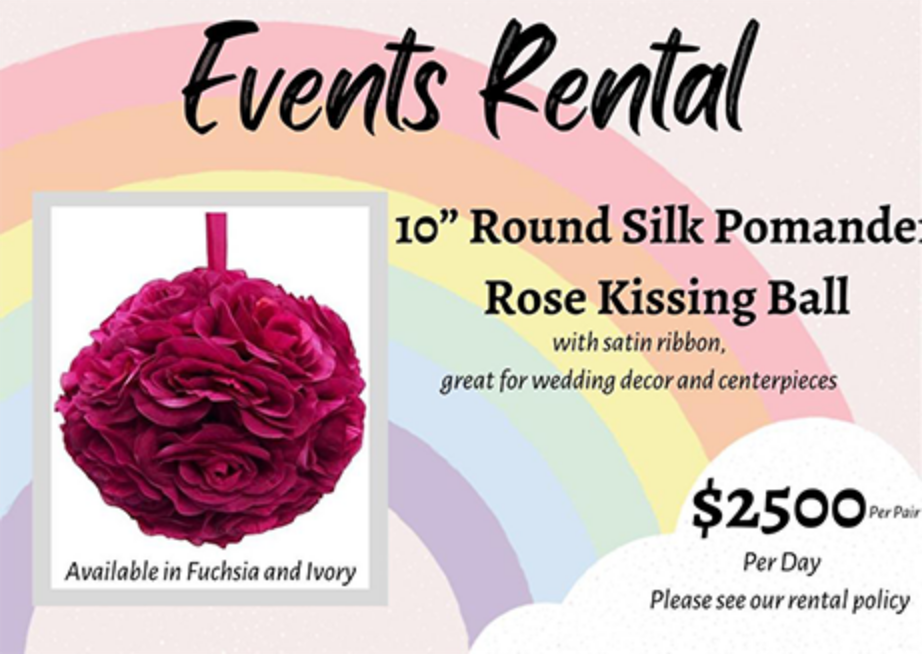 Events Rental
10” Round Silk Pomander
Rose Kissing Ball
with satin ribbon,
great for wedding decor and centerpieces
Available in Fuchsia and Ivory
$2500 Per Pair
Per Day
Please see our rental policy